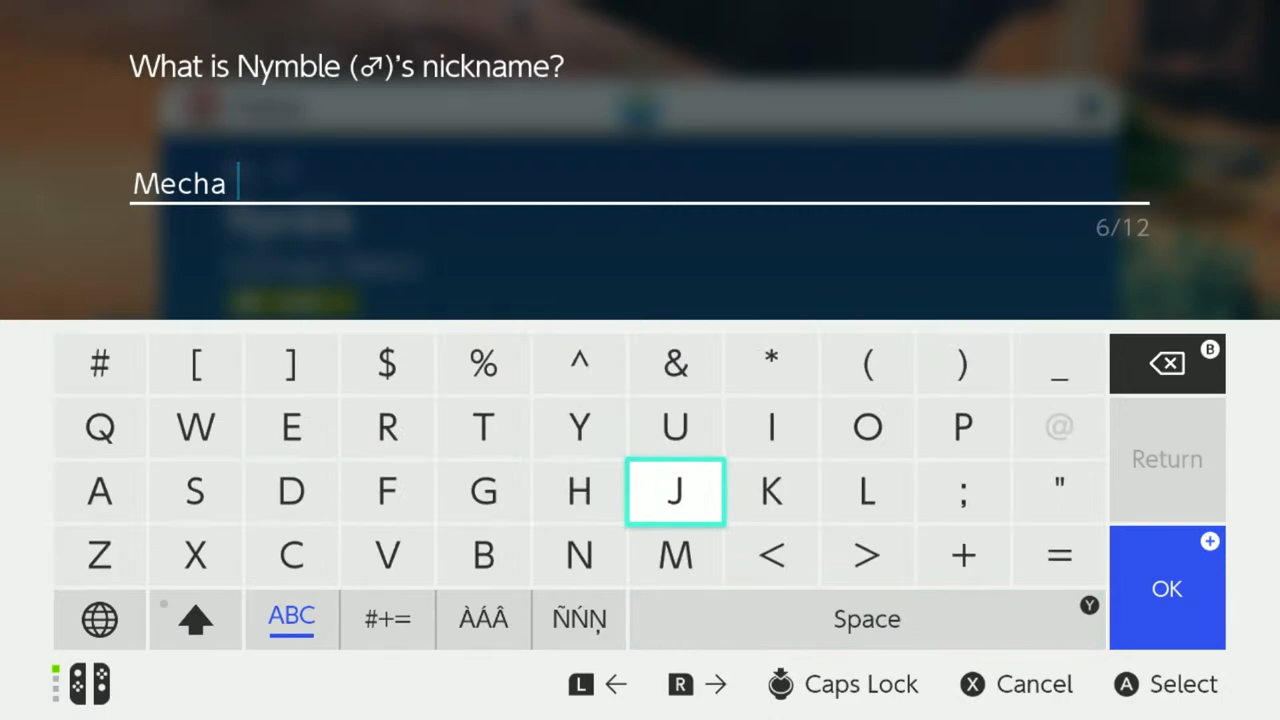 What is Nymble (♂)'s nickname?
Mecha
6/12
# [ ] $ % ^ & * ( ) _
Q W E R T Y U I O P @
Return
A S D F G H J K L ; "
Z X C V B N M < > + =
OK
ABC #+= ÀÁÂ ÑŃŅ Space Y
L ← R → Caps Lock X Cancel A Select
B